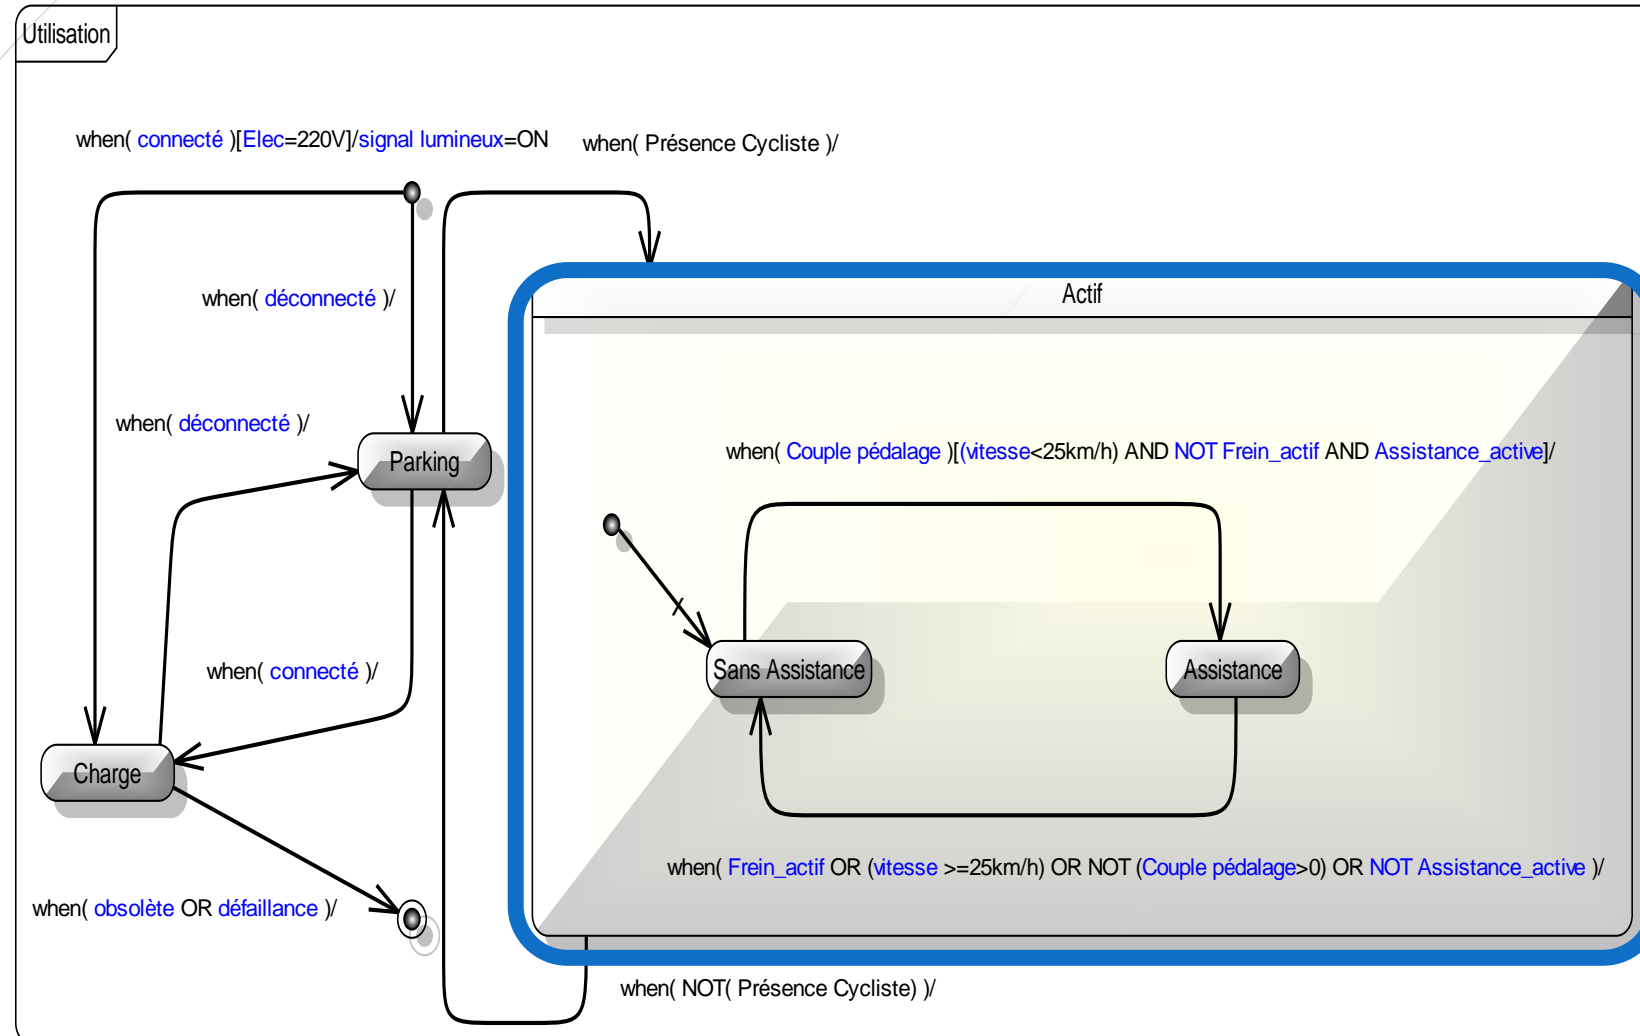 Utilisation
when( connecté )[Elec=220V]/signal lumineux=ON
when( Présence Cycliste )/
when( déconnecté )/
Actif
when( déconnecté )/
Parking
when( Couple pédalage )[(vitesse<25km/h) AND NOT Frein_actif AND Assistance_active]/
when( connecté )/
Sans Assistance
Assistance
Charge
when( Frein_actif OR (vitesse >=25km/h) OR NOT (Couple pédalage>0) OR NOT Assistance_active )/
when( obsolète OR défaillance )/
when( NOT( Présence Cycliste) )/